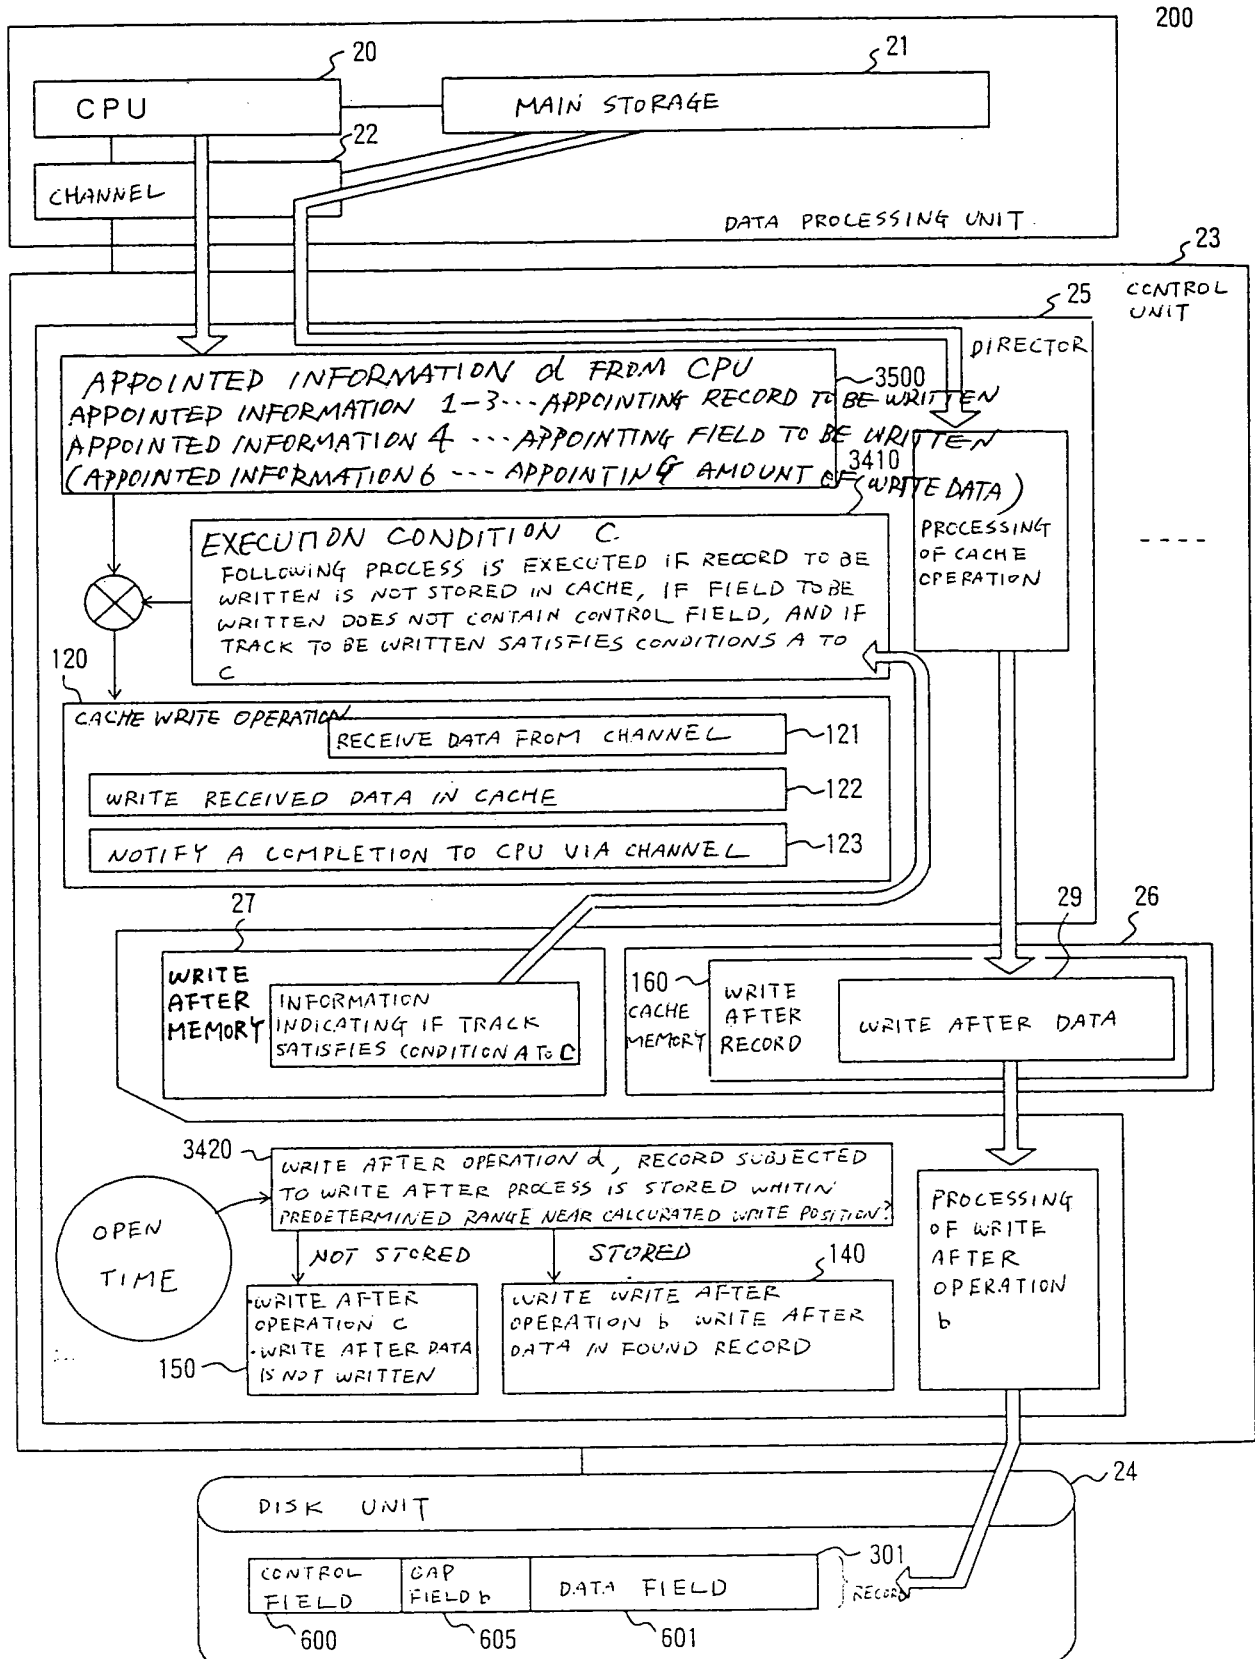 200
20
21
CPU
MAIN STORAGE
22
CHANNEL
DATA PROCESSING UNIT.
23
CONTROL
UNIT
25
DIRECTOR
APPOINTED INFORMATION d FROM CPU
3500
APPOINTED INFORMATION 1-3---APPOINTING RECORD TO BE WRITTEN
APPOINTED INFORMATION 4 ---APPOINTING FIELD TO BE WRITTEN
(APPOINTED INFORMATION 6 --- APPOINTING AMOUNT OF (WRITE DATA)
3410
EXECUTION CONDITION C.
FOLLOWING PROCESS IS EXECUTED IF RECORD TO BE
WRITTEN IS NOT STORED IN CACHE, IF FIELD TO BE
WRITTEN DOES NOT CONTAIN CONTROL FIELD, AND IF
TRACK TO BE WRITTEN SATISFIES CONDITIONS A TO
C
PROCESSING
OF CACHE
OPERATION
----
120
CACHE WRITE OPERATION
RECEIVE DATA FROM CHANNEL
121
WRITE RECEIVED DATA IN CACHE
122
NOTIFY A COMPLETION TO CPU VIA CHANNEL
123
27
WRITE
AFTER
MEMORY
INFORMATION
INDICATING IF TRACK
SATISFIES CONDITION A TO C
29
26
160
CACHE
MEMORY
WRITE
AFTER
RECORD
WRITE AFTER DATA
3420
WRITE AFTER OPERATION d, RECORD SUBJECTED
TO WRITE AFTER PROCESS IS STORED WHITIN
PREDETERMINED RANGE NEAR CALCURATED WRITE POSITION?
OPEN
TIME
NOT STORED
STORED
140
·WRITE AFTER
OPERATION C
·WRITE AFTER DATA
IS NOT WRITTEN
150
WRITE WRITE AFTER
OPERATION b WRITE AFTER
DATA IN FOUND RECORD
PROCESSING
OF WRITE
AFTER
OPERATION
b
24
DISK UNIT
301
CONTROL
FIELD
GAP
FIELD b
DATA FIELD
RECORD
600
605
601